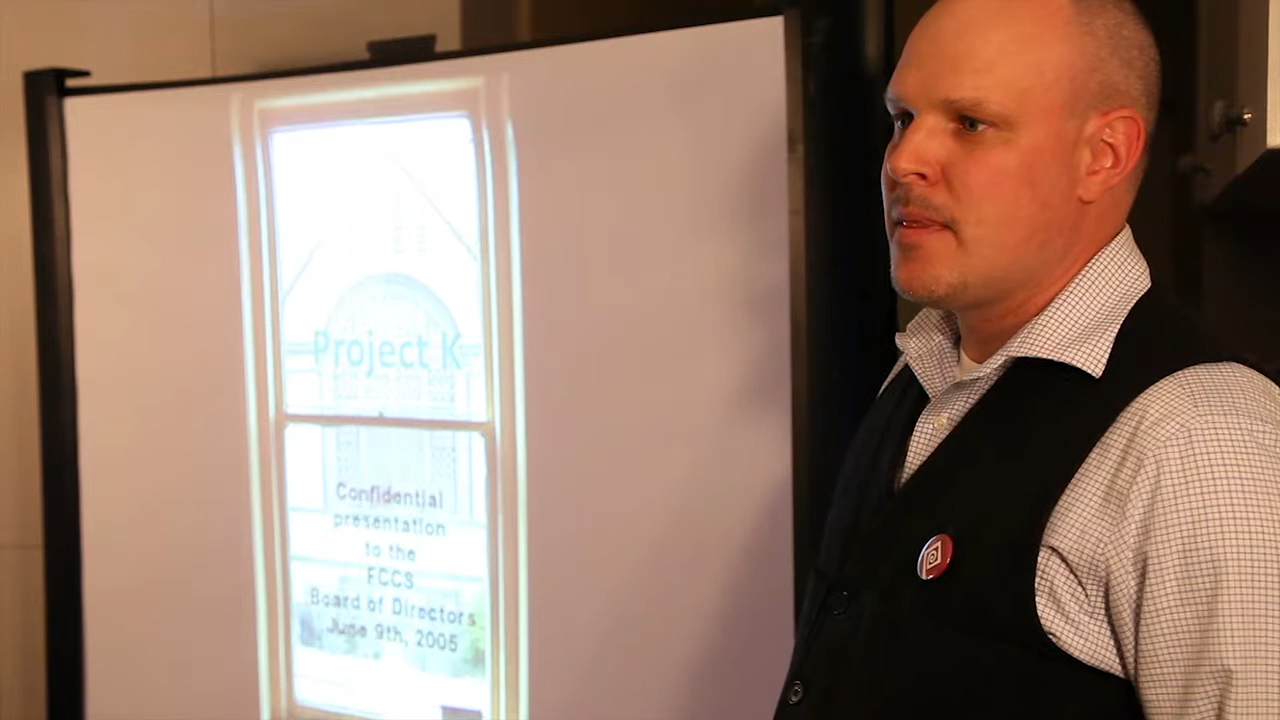 Project K
Confidential
presentation
to the
FCCS
Board of Directors
June 9th, 2005